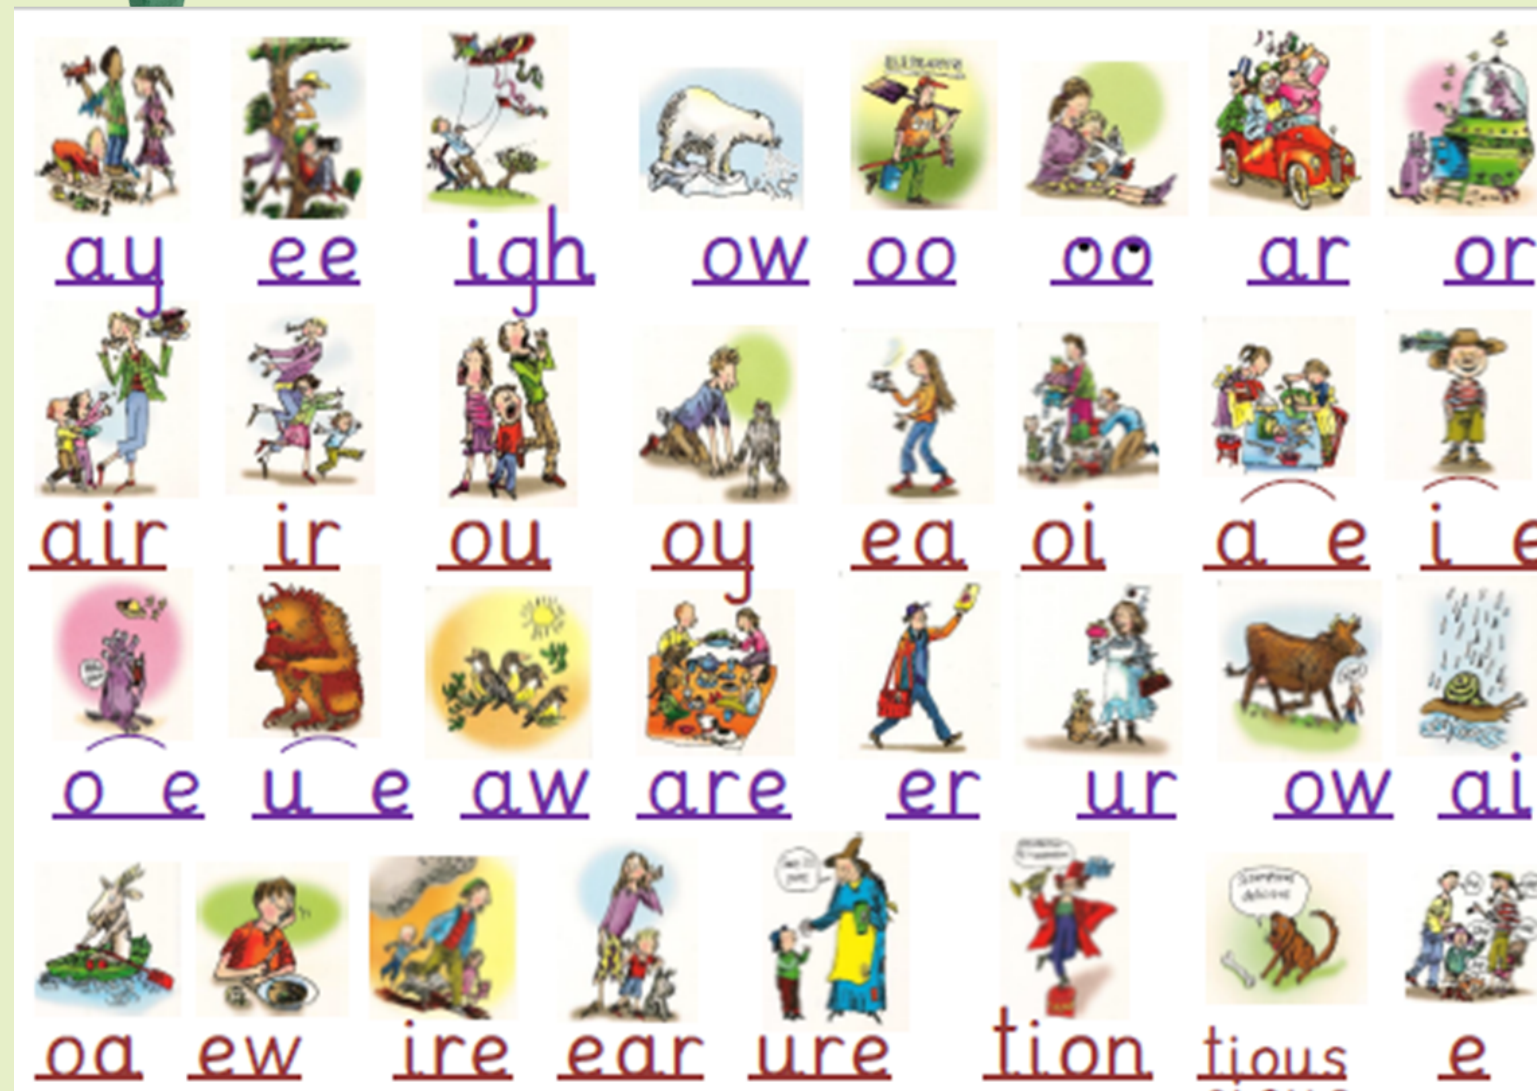 ay ee igh ow oo oo ar or
air ir ou oy ea oi a e i e
o e u e aw are er ur ow ai
oa ew ire ear ure tion tious e